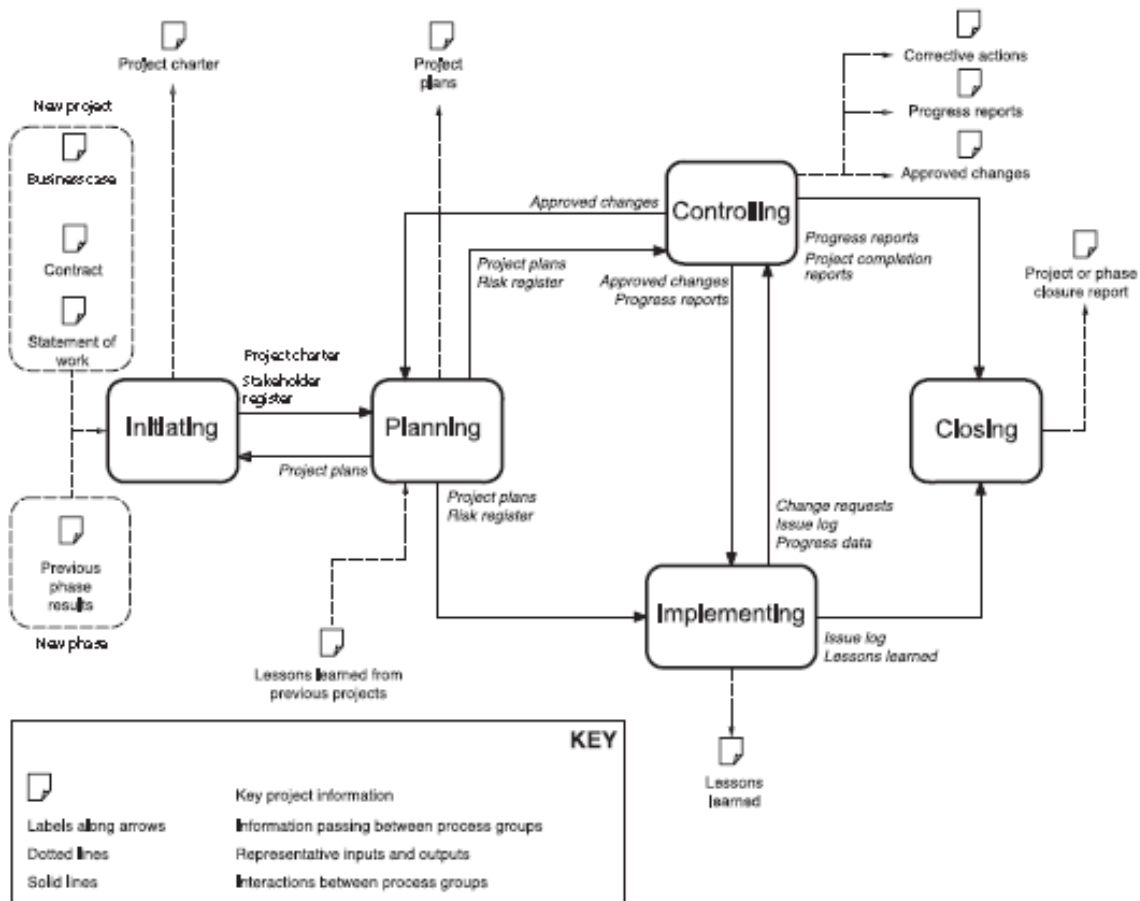 Project charter
Project
plans
Corrective actions
Progress reports
Approved changes
New project
Business case
Contract
Statement of
work
Controlling
Approved changes
Project plans
Risk register
Approved changes
Progress reports
Progress reports
Project completion
reports
Project or phase
closure report
Project charter
Stakeholder
register
Initiating
Planning
Closing
Project plans
Project plans
Risk register
Change requests
Issue log
Progress data
Previous
phase
results
New phase
Implementing
Issue log
Lessons learned
Lessons learned from
previous projects
Lessons
learned
KEY
Key project information
Labels along arrows Information passing between process groups
Dotted lines Representative inputs and outputs
Solid lines Interactions between process groups